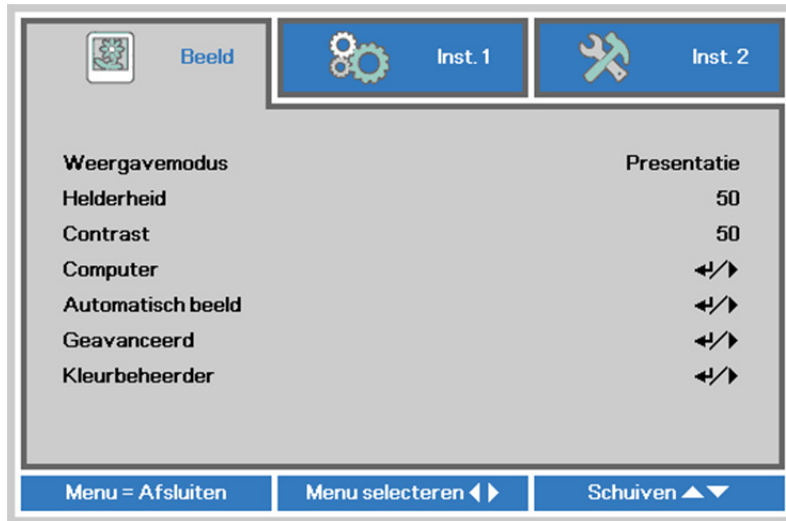 Beeld Inst. 1 Inst. 2
Weergavemodus Presentatie
Helderheid 50
Contrast 50
Computer
Automatisch beeld
Geavanceerd
Kleurbeheerder
Menu = Afsluiten Menu selecteren Schuiven